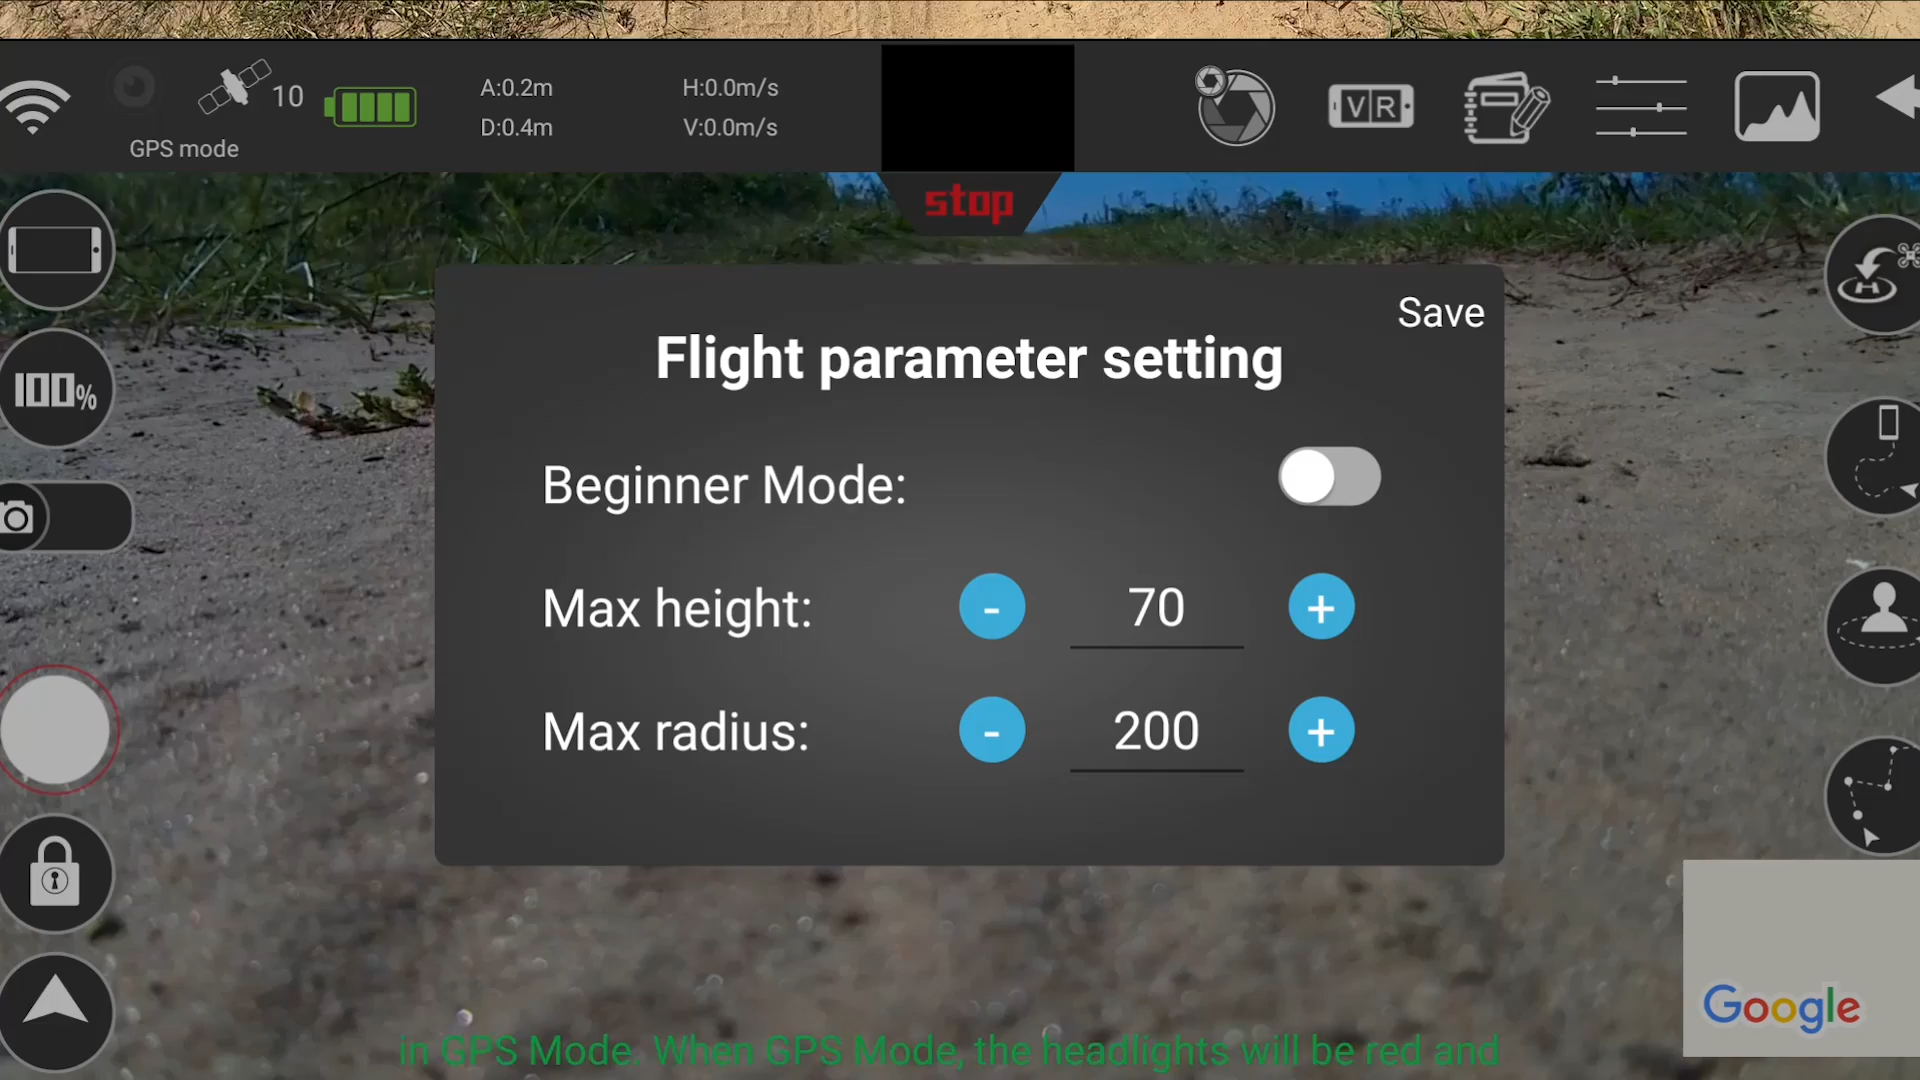 10
GPS mode
A:0.2m
D:0.4m
H:0.0m/s
V:0.0m/s
VR
stop
100%
Save
Flight parameter setting
Beginner Mode:
Max height: - 70 +
Max radius: - 200 +
H
Google
in GPS Mode. When GPS Mode, the headlights will be red and